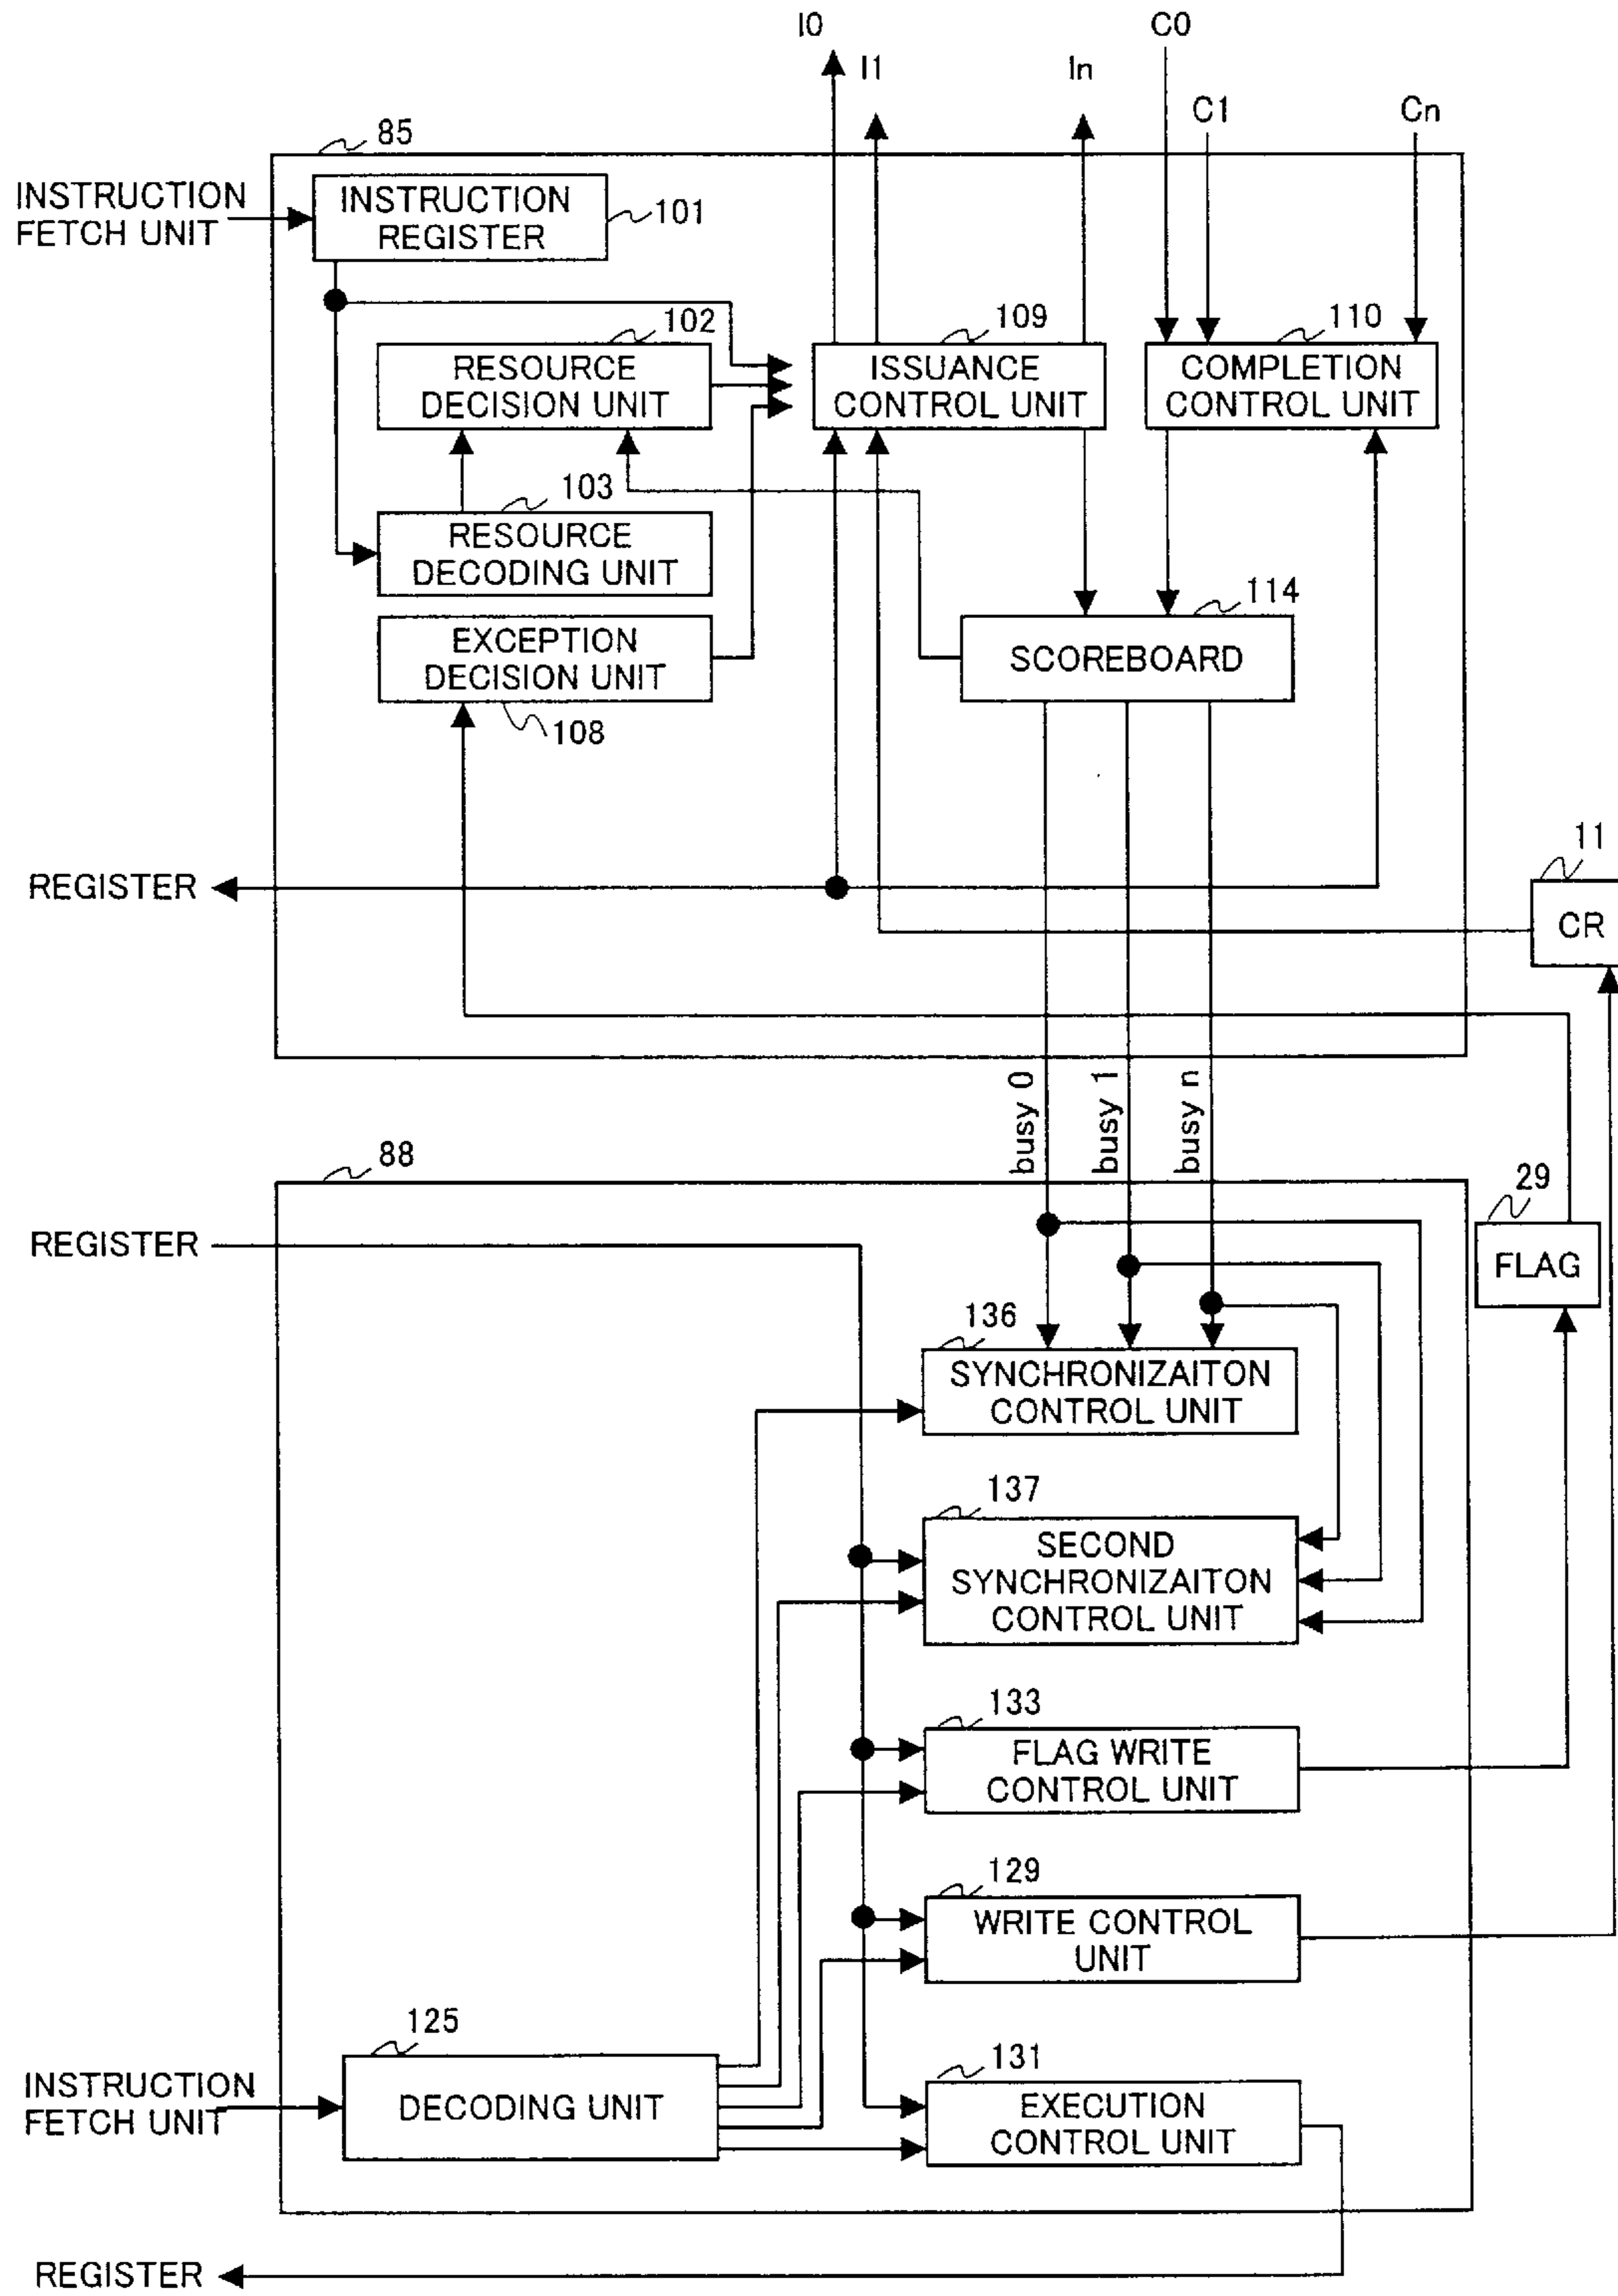 I0
C0
I1
In
C1
Cn
85
INSTRUCTION
FETCH UNIT
INSTRUCTION
REGISTER
101
102
109
110
RESOURCE
DECISION UNIT
ISSUANCE
CONTROL UNIT
COMPLETION
CONTROL UNIT
103
RESOURCE
DECODING UNIT
114
EXCEPTION
DECISION UNIT
SCOREBOARD
108
11
REGISTER
CR
busy 0
busy 1
busy n
88
29
REGISTER
FLAG
136
SYNCHRONIZAITON
CONTROL UNIT
137
SECOND
SYNCHRONIZAITON
CONTROL UNIT
133
FLAG WRITE
CONTROL UNIT
129
WRITE CONTROL
UNIT
125
131
INSTRUCTION
FETCH UNIT
DECODING UNIT
EXECUTION
CONTROL UNIT
REGISTER